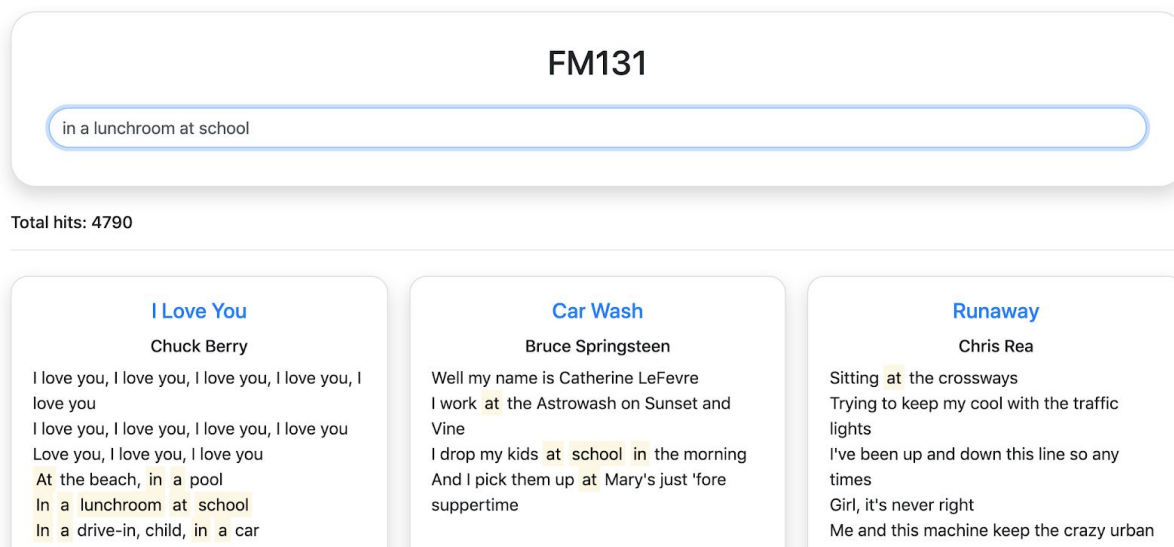 FM131
in a lunchroom at school
Total hits: 4790
I Love You
Chuck Berry
I love you, I love you, I love you, I love you, I
love you
I love you, I love you, I love you, I love you
Love you, I love you, I love you
At the beach, in a pool
In a lunchroom at school
In a drive-in, child, in a car
Car Wash
Bruce Springsteen
Well my name is Catherine LeFevre
I work at the Astrowash on Sunset and
Vine
I drop my kids at school in the morning
And I pick them up at Mary's just 'fore
suppertime
Runaway
Chris Rea
Sitting at the crossways
Trying to keep my cool with the traffic
lights
I've been up and down this line so any
times
Girl, it's never right
Me and this machine keep the crazy urban